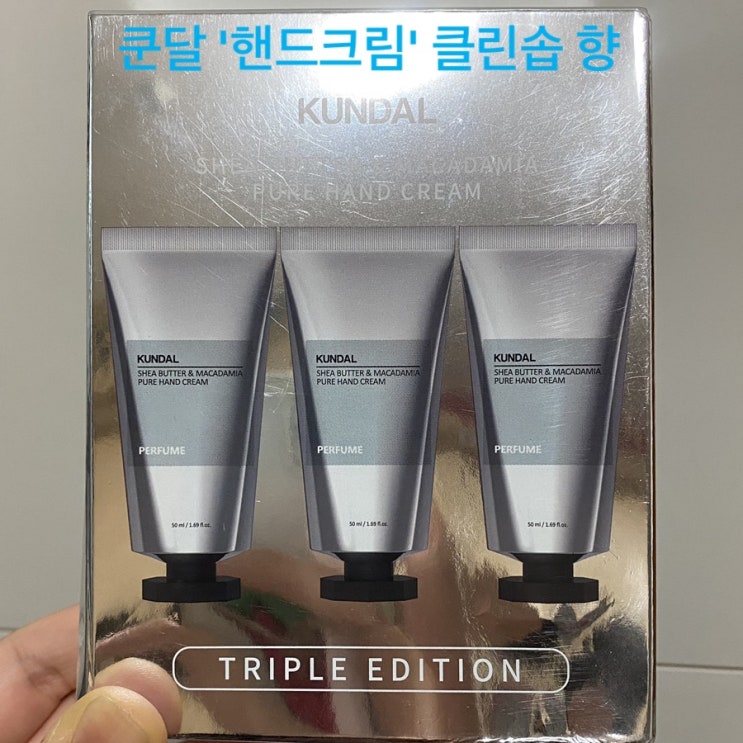 쿤달 '핸드크림' 클린솝 향
KUNDAL
SHEA BUTTER & MACADAMIA
PURE HAND CREAM
KUNDAL
SHEA BUTTER & MACADAMIA
PURE HAND CREAM
PERFUME
50 ml / 1.69 fl.oz.
KUNDAL
SHEA BUTTER & MACADAMIA
PURE HAND CREAM
PERFUME
50 ml / 1.69 fl.oz.
KUNDAL
SHEA BUTTER & MACADAMIA
PURE HAND CREAM
PERFUME
50 ml / 1.69 fl.oz.
TRIPLE EDITION